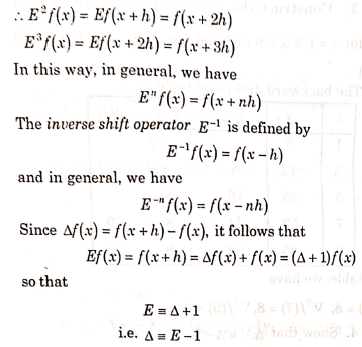 ∴ E²f(x) = Ef(x + h) = f(x + 2h)
E³f(x) = Ef(x + 2h) = f(x + 3h)
In this way, in general, we have
Eⁿf(x) = f(x + nh)
The inverse shift operator E⁻¹ is defined by
E⁻¹f(x) = f(x − h)
and in general, we have
E⁻ⁿf(x) = f(x − nh)
Since Δf(x) = f(x + h) − f(x), it follows that
Ef(x) = f(x + h) = Δf(x) + f(x) = (Δ + 1)f(x)
so that
E ≡ Δ + 1
i.e. Δ ≡ E − 1